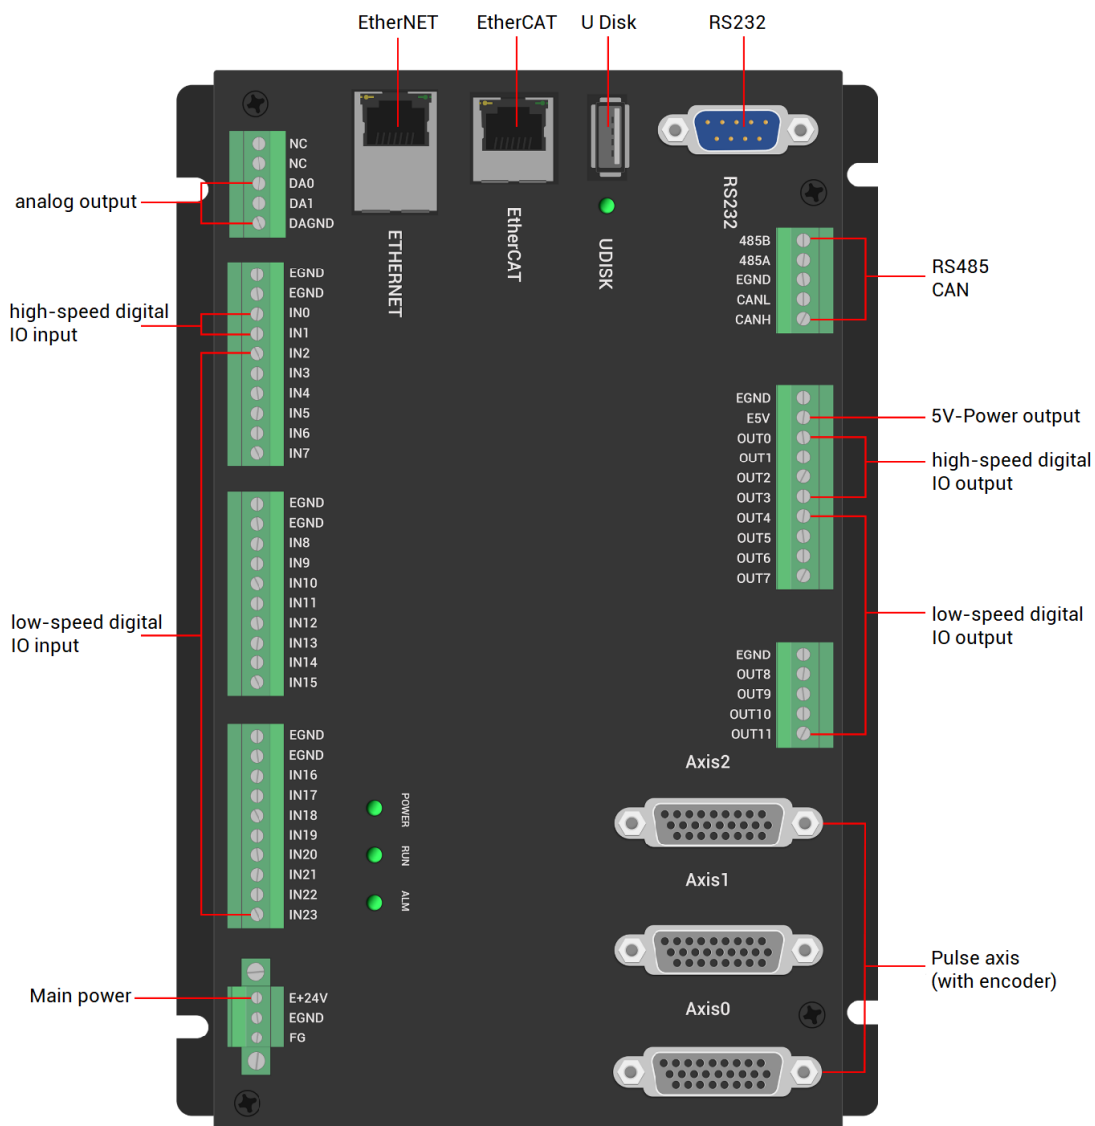 EtherNET
EtherCAT
U Disk
RS232
NC
NC
DA0
DA1
DAGND
analog output
ETHERNET
EtherCAT
UDISK
RS232
485B
485A
EGND
CANL
CANH
RS485
CAN
EGND
EGND
IN0
IN1
IN2
IN3
IN4
IN5
IN6
IN7
high-speed digital
IO input
EGND
E5V
OUT0
OUT1
OUT2
OUT3
OUT4
OUT5
OUT6
OUT7
5V-Power output
high-speed digital
IO output
EGND
EGND
IN8
IN9
IN10
IN11
IN12
IN13
IN14
IN15
low-speed digital
IO input
low-speed digital
IO output
EGND
OUT8
OUT9
OUT10
OUT11
EGND
EGND
IN16
IN17
IN18
IN19
IN20
IN21
IN22
IN23
POWER
RUN
ALM
Axis2
Axis1
Axis0
Pulse axis
(with encoder)
Main power
E+24V
EGND
FG